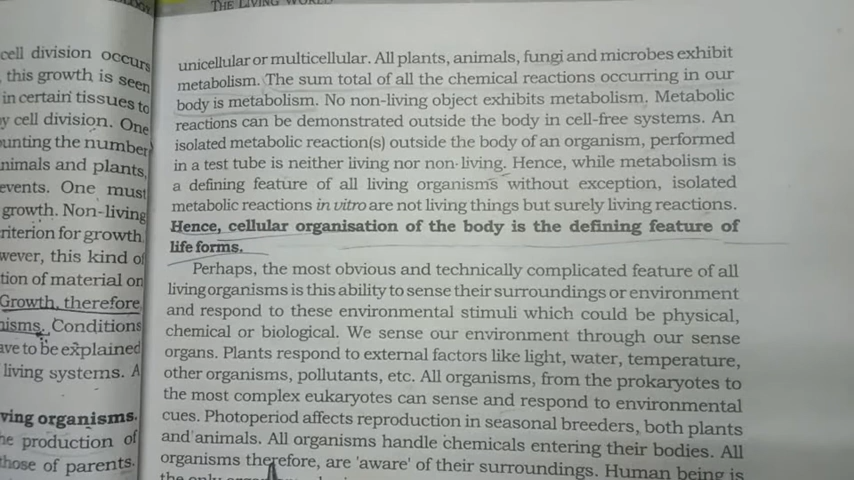 THE LIVING WORLD
cell division occurs
, this growth is seen
in certain tissues to
y cell division. One
unting the number
nimals and plants,
events. One must
growth. Non-living
riterion for growth.
wever, this kind of
tion of material on
Growth, therefore,
nisms. Conditions
ave to be explained
living systems. A
ving organisms.
he production of
those of parents.
unicellular or multicellular. All plants, animals, fungi and microbes exhibit
metabolism. The sum total of all the chemical reactions occurring in our
body is metabolism. No non-living object exhibits metabolism. Metabolic
reactions can be demonstrated outside the body in cell-free systems. An
isolated metabolic reaction(s) outside the body of an organism, performed
in a test tube is neither living nor non-living. Hence, while metabolism is
a defining feature of all living organisms without exception, isolated
metabolic reactions in vitro are not living things but surely living reactions.
Hence, cellular organisation of the body is the defining feature of
life forms.
Perhaps, the most obvious and technically complicated feature of all
living organisms is this ability to sense their surroundings or environment
and respond to these environmental stimuli which could be physical,
chemical or biological. We sense our environment through our sense
organs. Plants respond to external factors like light, water, temperature,
other organisms, pollutants, etc. All organisms, from the prokaryotes to
the most complex eukaryotes can sense and respond to environmental
cues. Photoperiod affects reproduction in seasonal breeders, both plants
and animals. All organisms handle chemicals entering their bodies. All
organisms therefore, are 'aware' of their surroundings. Human being is
the only